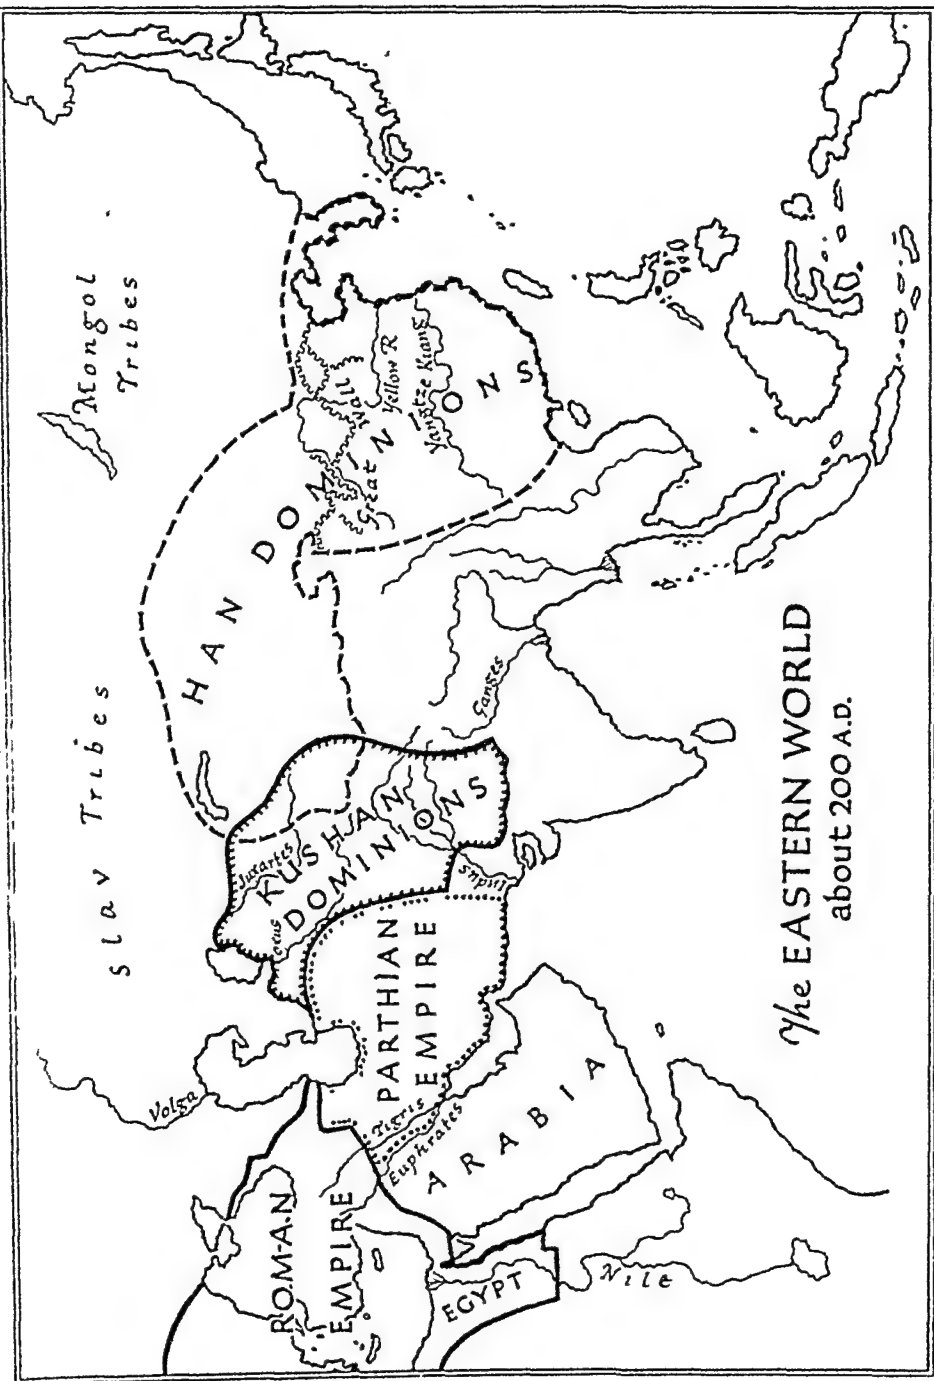 Mongol
Tribes
Slav Tribes
HAN DOMINIONS
Great Wall
Yellow R
Yangtze Kiang
Volga
Jaxartes
Oxus
KUSHAN
DOMINIONS
Ganges
Indus
ROMAN
EMPIRE
PARTHIAN
EMPIRE
Tigris
Euphrates
ARABIA
EGYPT
Nile
The EASTERN WORLD
about 200 A.D.